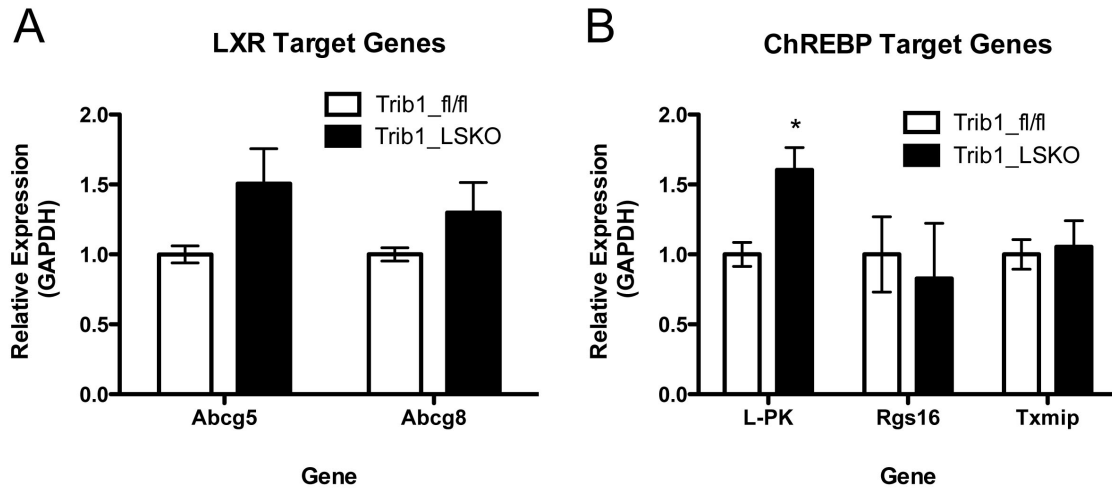 A
LXR Target Genes
Trib1_fl/fl
Trib1_LSKO
Relative Expression
(GAPDH)
2.0
1.5
1.0
0.5
0.0
Abcg5 Abcg8
Gene
B
ChREBP Target Genes
Trib1_fl/fl
Trib1_LSKO
Relative Expression
(GAPDH)
2.0
1.5
1.0
0.5
0.0
*
L-PK Rgs16 Txmip
Gene